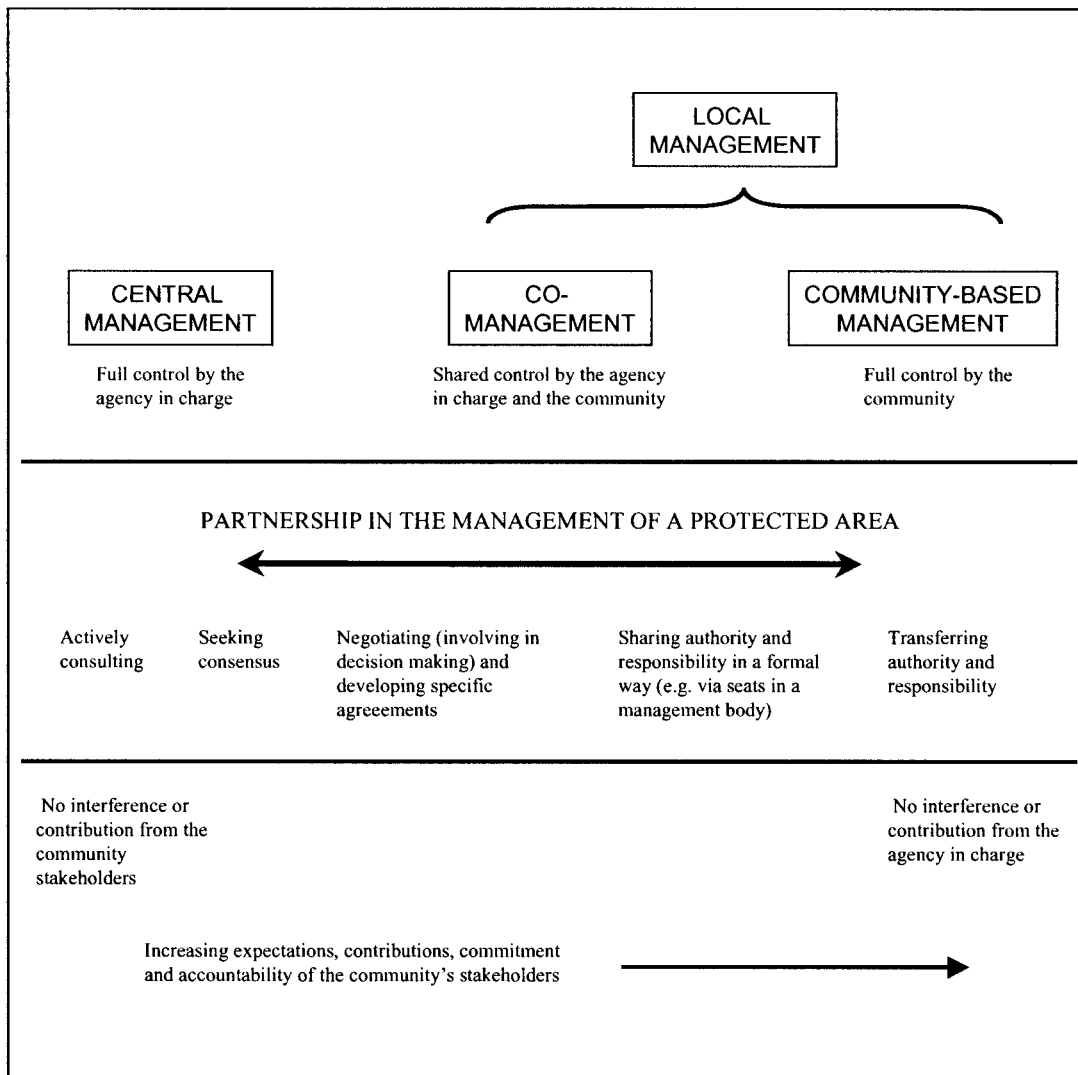 LOCAL
MANAGEMENT
CENTRAL
MANAGEMENT
Full control by the
agency in charge
CO-
MANAGEMENT
Shared control by the agency
in charge and the community
COMMUNITY-BASED
MANAGEMENT
Full control by the
community
PARTNERSHIP IN THE MANAGEMENT OF A PROTECTED AREA
Actively
consulting
Seeking
consensus
Negotiating (involving in
decision making) and
developing specific
agreeements
Sharing authority and
responsibility in a formal
way (e.g. via seats in a
management body)
Transferring
authority and
responsibility
No interference or
contribution from the
community
stakeholders
No interference or
contribution from the
agency in charge
Increasing expectations, contributions, commitment
and accountability of the community's stakeholders